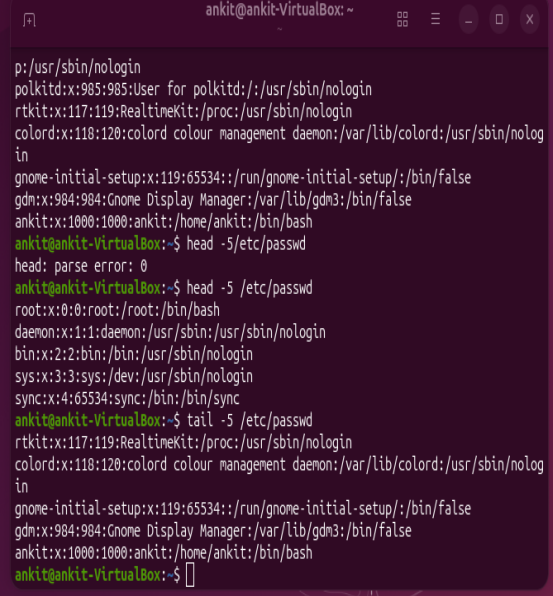 ankit@ankit-VirtualBox: ~
~
p:/usr/sbin/nologin
polkitd:x:985:985:User for polkitd:/:/usr/sbin/nologin
rtkit:x:117:119:RealtimeKit:/proc:/usr/sbin/nologin
colord:x:118:120:colord colour management daemon:/var/lib/colord:/usr/sbin/nolog
in
gnome-initial-setup:x:119:65534::/run/gnome-initial-setup/:/bin/false
gdm:x:984:984:Gnome Display Manager:/var/lib/gdm3:/bin/false
ankit:x:1000:1000:ankit:/home/ankit:/bin/bash
ankit@ankit-VirtualBox:~$ head -5/etc/passwd
head: parse error: 0
ankit@ankit-VirtualBox:~$ head -5 /etc/passwd
root:x:0:0:root:/root:/bin/bash
daemon:x:1:1:daemon:/usr/sbin:/usr/sbin/nologin
bin:x:2:2:bin:/bin:/usr/sbin/nologin
sys:x:3:3:sys:/dev:/usr/sbin/nologin
sync:x:4:65534:sync:/bin:/bin/sync
ankit@ankit-VirtualBox:~$ tail -5 /etc/passwd
rtkit:x:117:119:RealtimeKit:/proc:/usr/sbin/nologin
colord:x:118:120:colord colour management daemon:/var/lib/colord:/usr/sbin/nolog
in
gnome-initial-setup:x:119:65534::/run/gnome-initial-setup/:/bin/false
gdm:x:984:984:Gnome Display Manager:/var/lib/gdm3:/bin/false
ankit:x:1000:1000:ankit:/home/ankit:/bin/bash
ankit@ankit-VirtualBox:~$